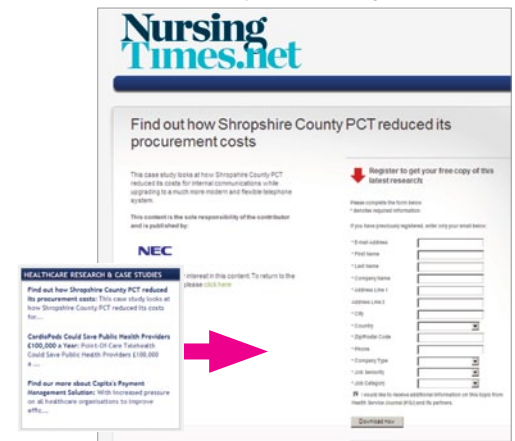 Nursing
Times.net
Find out how Shropshire County PCT reduced its
procurement costs
This case study looks at how Shropshire County PCT
reduced its costs for internal communications while
upgrading to a much more modern and flexible telephone
system.
This content is the sole responsibility of the contributor
and is published by:
NEC
interest in this content. To return to the
please click here
Register to get your free copy of this
latest research
Please complete the form below.
* denotes required information.
If you have previously registered, enter only your email below:
* E-mail address
* First Name
* Last Name
* Company Name
* Address Line 1
Address Line 2
* City
* Country
* Zip/Postal Code
* Phone
* Company Type
* Job Seniority
* Job Category
I would like to receive additional information on this topic from
Health Service Journal (HSJ) and its partners.
Download now
HEALTHCARE RESEARCH & CASE STUDIES
Find out how Shropshire County PCT reduced
its procurement costs: This case study looks at
how Shropshire County PCT reduced its costs
for....
CardioPods Could Save Public Health Providers
£100,000 a Year: Point-Of-Care Telehealth
Could Save Public Health Providers £100,000
a ....
Find our more about Capita's Payment
Management Solution: With increased pressure
on all healthcare organisations to improve
effic....